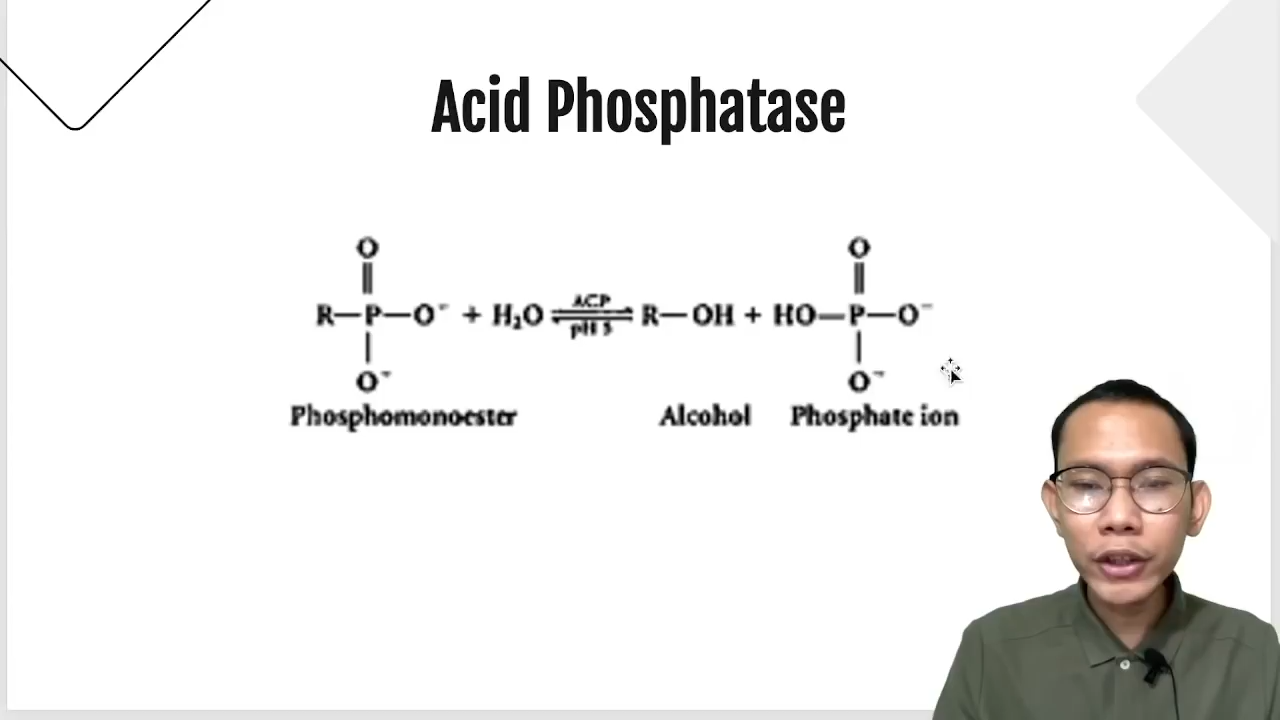 Acid Phosphatase
O O
R—P—O⁻ + H₂O ⇌ R—OH + HO—P—O⁻
ACP
pH 5
O⁻ O⁻
Phosphomonoester Alcohol Phosphate ion